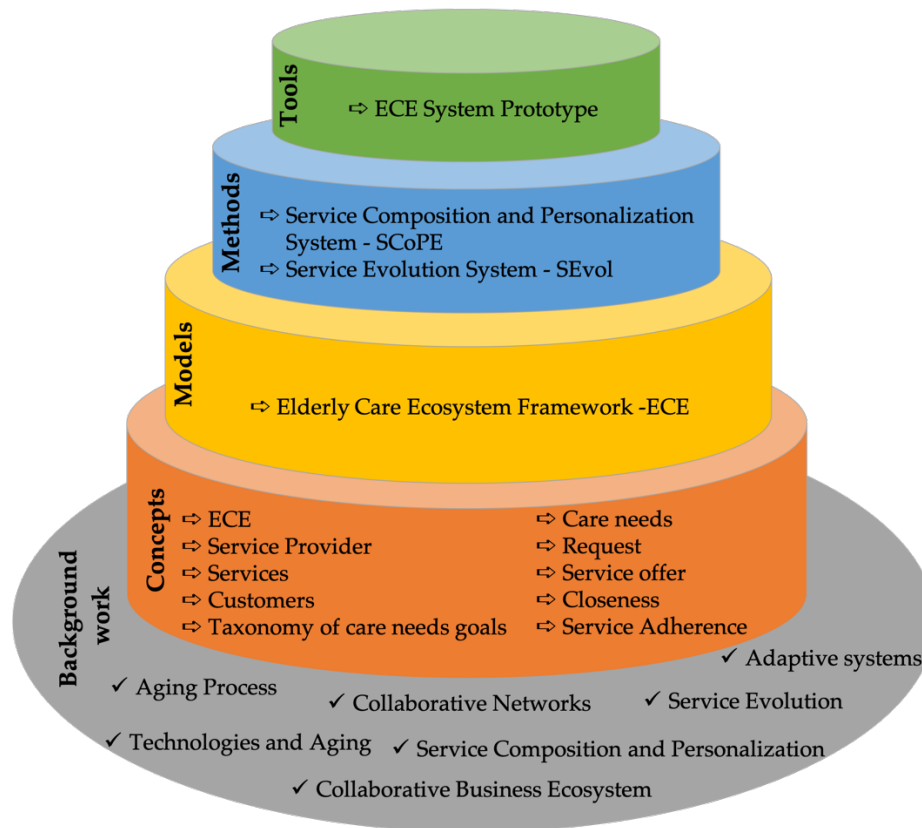 Tools
⇨ ECE System Prototype
Methods
⇨ Service Composition and Personalization
System - SCoPE
⇨ Service Evolution System - SEvol
Models
⇨ Elderly Care Ecosystem Framework -ECE
Concepts
⇨ ECE
⇨ Service Provider
⇨ Services
⇨ Customers
⇨ Taxonomy of care needs goals
⇨ Care needs
⇨ Request
⇨ Service offer
⇨ Closeness
⇨ Service Adherence
Background
work
✓ Adaptive systems
✓ Aging Process
✓ Collaborative Networks
✓ Service Evolution
✓ Technologies and Aging
✓ Service Composition and Personalization
✓ Collaborative Business Ecosystem